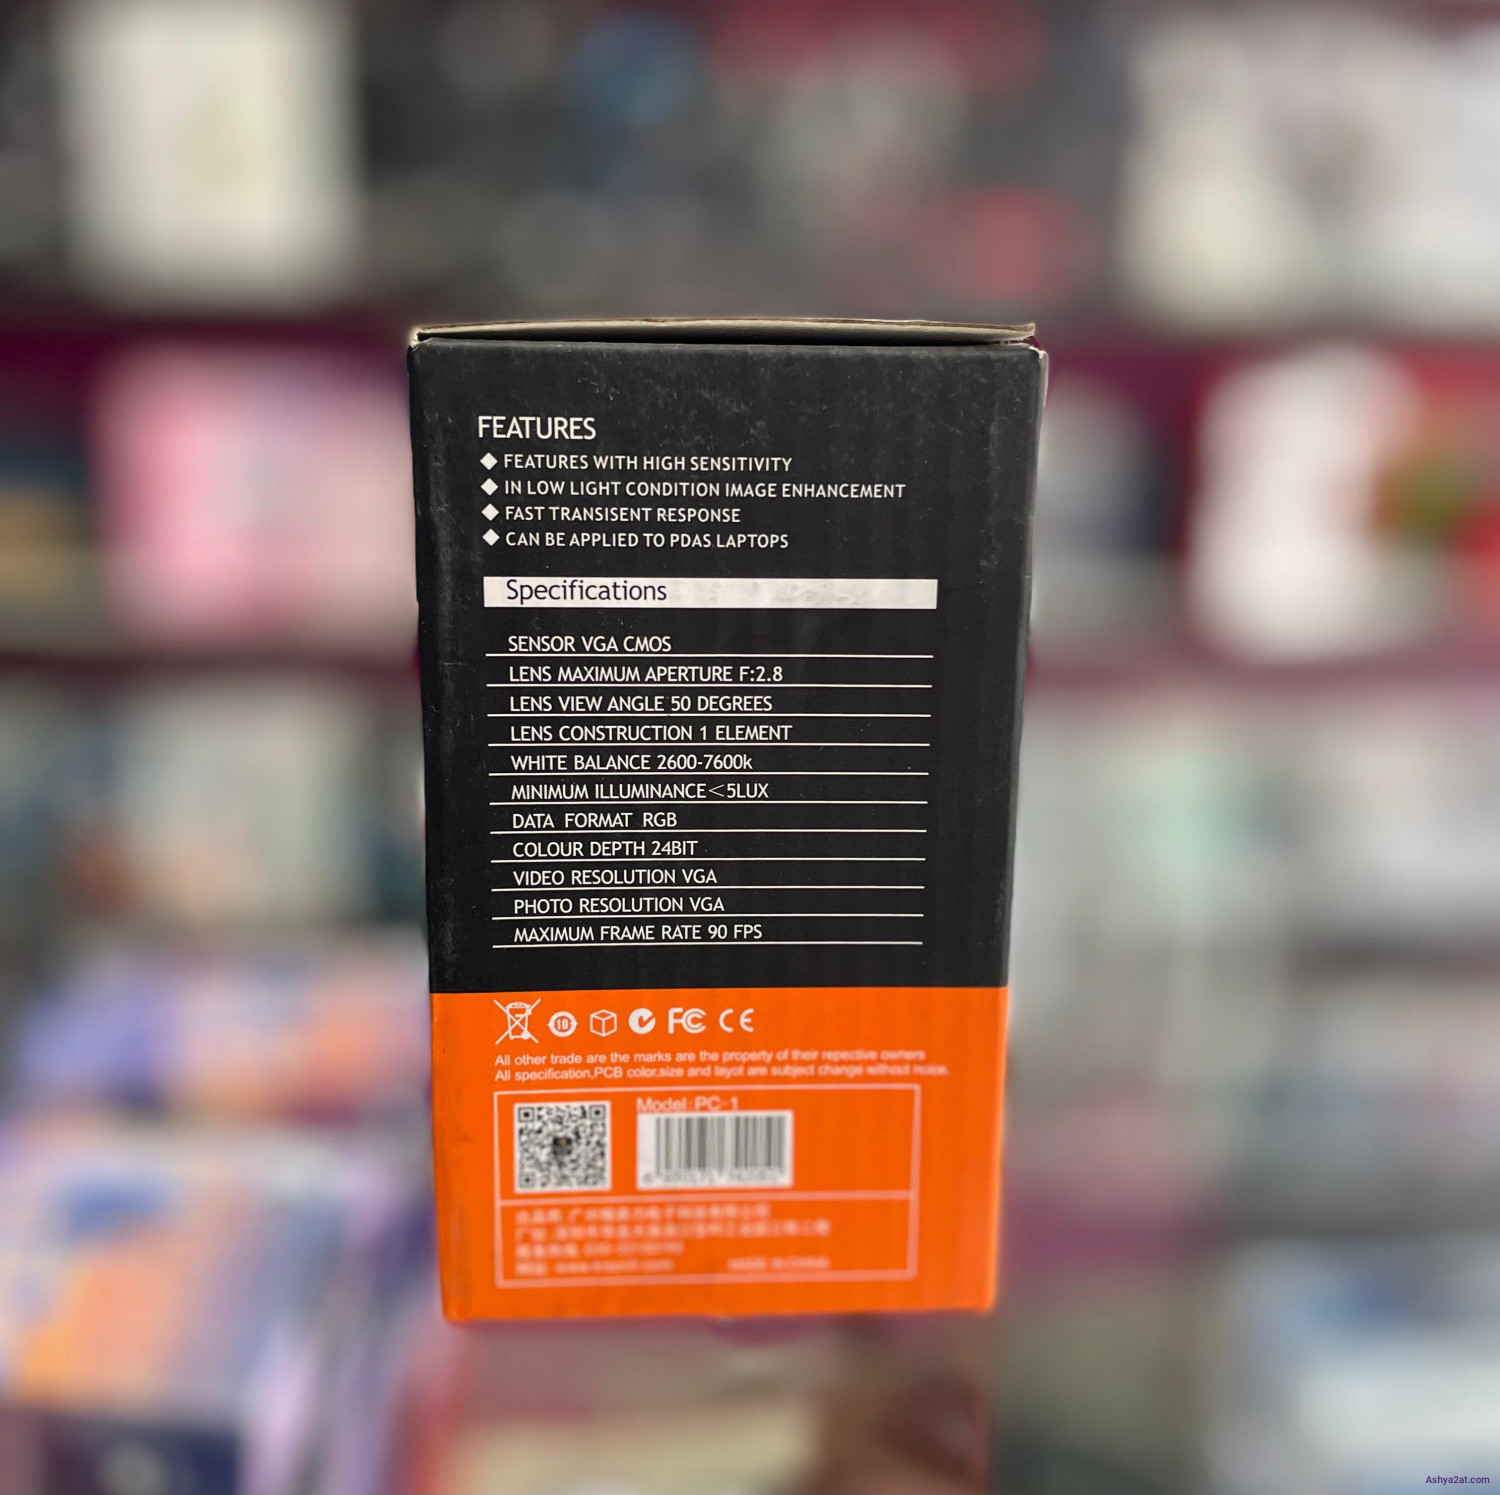 FEATURES
FEATURES WITH HIGH SENSITIVITY
IN LOW LIGHT CONDITION IMAGE ENHANCEMENT
FAST TRANSISENT RESPONSE
CAN BE APPLIED TO PDAS LAPTOPS
Specifications
SENSOR VGA CMOS
LENS MAXIMUM APERTURE F:2.8
LENS VIEW ANGLE 50 DEGREES
LENS CONSTRUCTION 1 ELEMENT
WHITE BALANCE 2600-7600k
MINIMUM ILLUMINANCE<5LUX
DATA FORMAT RGB
COLOUR DEPTH 24BIT
VIDEO RESOLUTION VGA
PHOTO RESOLUTION VGA
MAXIMUM FRAME RATE 90 FPS
10 FC CE
All other trade are the marks are the property of their repective owners
All specification,PCB color,size and layot are subject change without noice.
Model:PC-1
MADE IN CHINA
Ashya2at.com